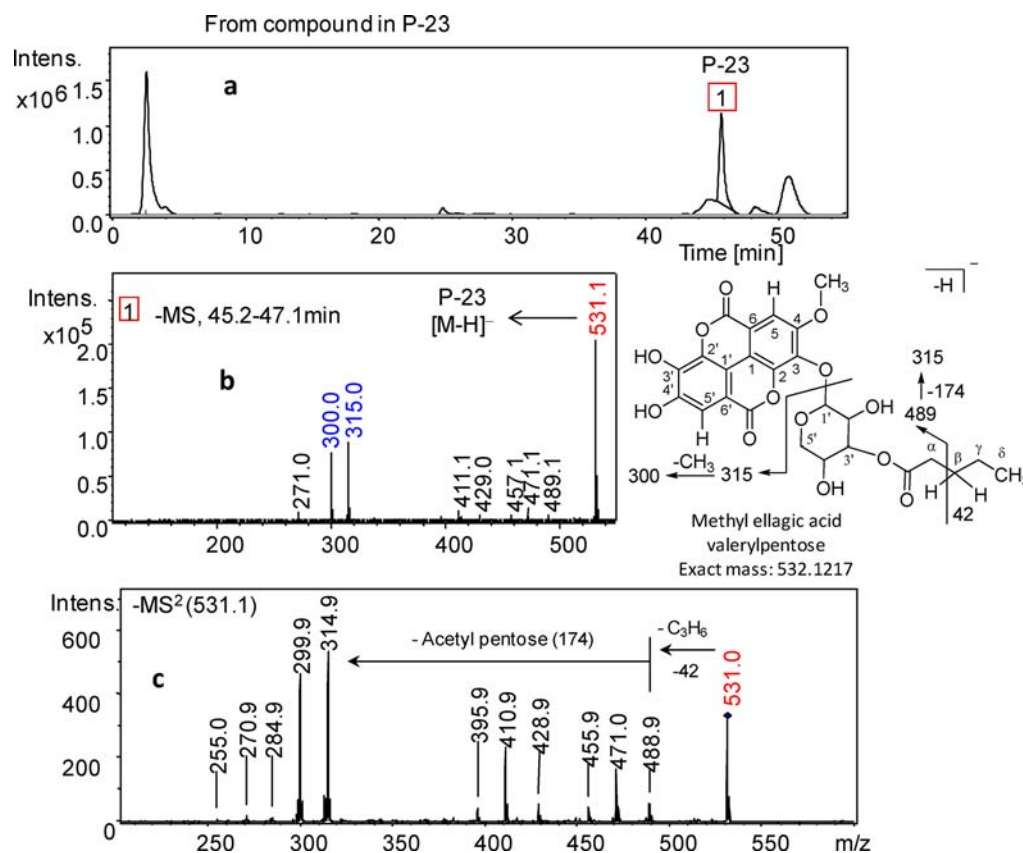 From compound in P-23
Intens.
x10⁶
1.5
1.0
0.5
0.0
a
P-23
1
0
10
20
30
40
50
Time [min]
Intens.
x10⁵
2.0
1.5
1.0
0.5
0.0
1 -MS, 45.2-47.1min
P-23
[M-H]⁻
b
271.0
300.0
315.0
411.1
429.0
457.1
471.1
489.1
531.1
200
300
400
500
-H
–
O
H
O
CH₃
O
6
5
4
HO
3'
2'
1'
1
3
O
2
HO
4'
5'
6'
O
H
O
1'
OH
O
5'
3'
O
OH
O
α
β
γ
δ
CH₃
H
H
42
315
-174
489
300
-CH₃
315
Methyl ellagic acid
valerylpentose
Exact mass: 532.1217
Intens.
-MS²(531.1)
600
400
200
0
c
255.0
270.9
284.9
299.9
314.9
395.9
410.9
428.9
455.9
471.0
488.9
531.0
- Acetyl pentose (174)
- C₃H₆
-42
250
300
350
400
450
500
550
m/z